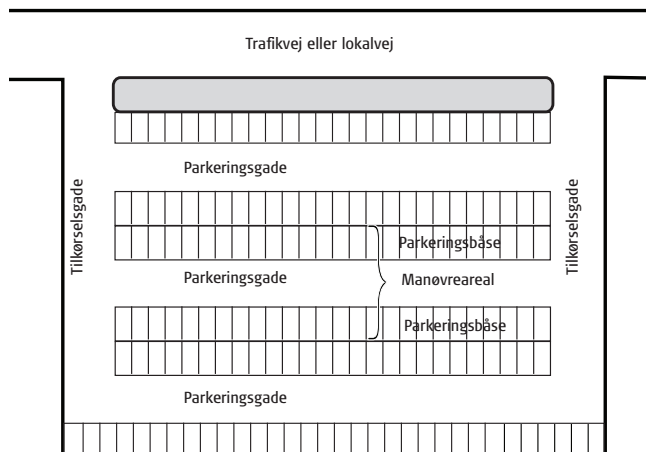 Trafikvej eller lokalvej
Parkeringsgade
Tilkørselsgade
Tilkørselsgade
Parkeringsbåse
Parkeringsgade
Manøvreareal
Parkeringsbåse
Parkeringsgade